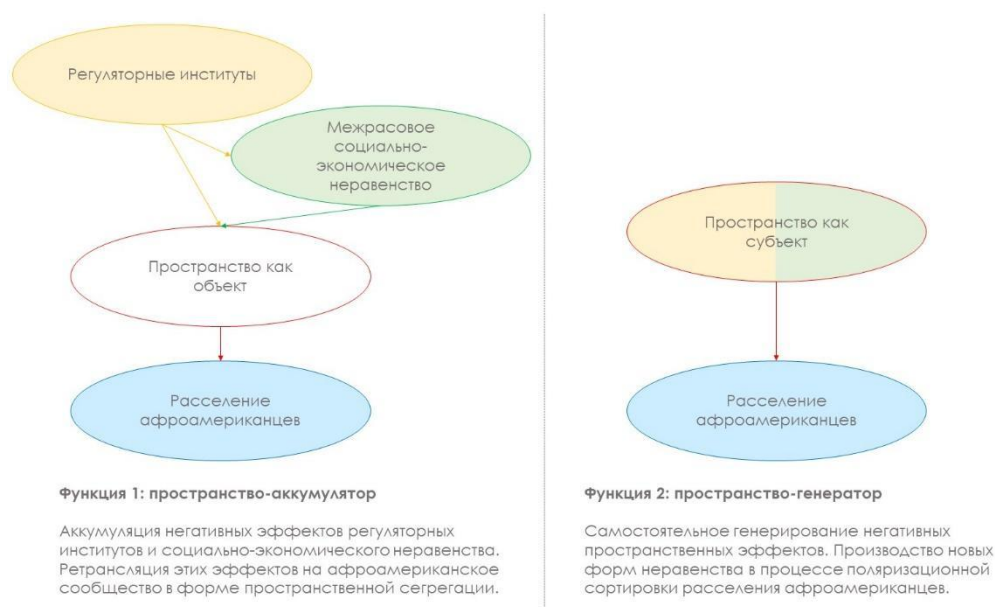 Регуляторные институты
Межрасовое
социально-
экономическое
неравенство
Пространство как
объект
Расселение
афроамериканцев
Функция 1: пространство-аккумулятор
Аккумуляция негативных эффектов регуляторных
институтов и социально-экономического неравенства.
Ретрансляция этих эффектов на афроамериканское
сообщество в форме пространственной сегрегации.
Пространство как
субъект
Расселение
афроамериканцев
Функция 2: пространство-генератор
Самостоятельное генерирование негативных
пространственных эффектов. Производство новых
форм неравенства в процессе поляризационной
сортировки расселения афроамериканцев.